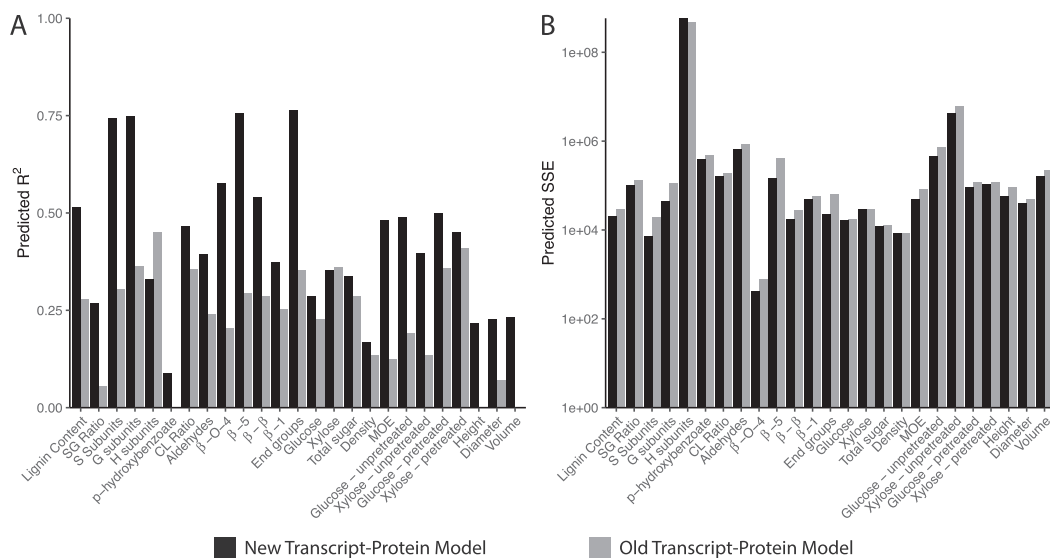 A
1.00
0.75
0.50
0.25
0.00
Predicted R²
Lignin Content
SG Ratio
S Subunits
G subunits
H subunits
p−hydroxybenzoate
CL Ratio
Aldehydes
β−O−4
β−5
β−β
β−1
End groups
Glucose
Xylose
Total sugar
Density
MOE
Glucose − unpretreated
Xylose − unpretreated
Glucose − pretreated
Xylose − pretreated
Height
Diameter
Volume
B
1e+08
1e+06
1e+04
1e+02
1e+00
Predicted SSE
Lignin Content
SG Ratio
S Subunits
G subunits
H subunits
p−hydroxybenzoate
CL Ratio
Aldehydes
β−O−4
β−5
β−β
β−1
End groups
Glucose
Xylose
Total sugar
Density
MOE
Glucose − unpretreated
Xylose − unpretreated
Glucose − pretreated
Xylose − pretreated
Height
Diameter
Volume
New Transcript-Protein Model
Old Transcript-Protein Model